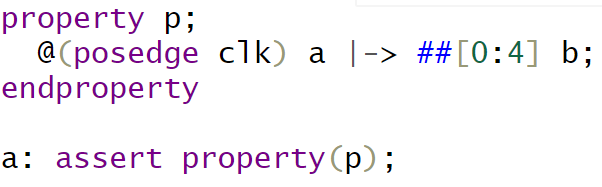 property p;
@(posedge clk) a |-> ##[0:4] b;
endproperty
a: assert property(p);